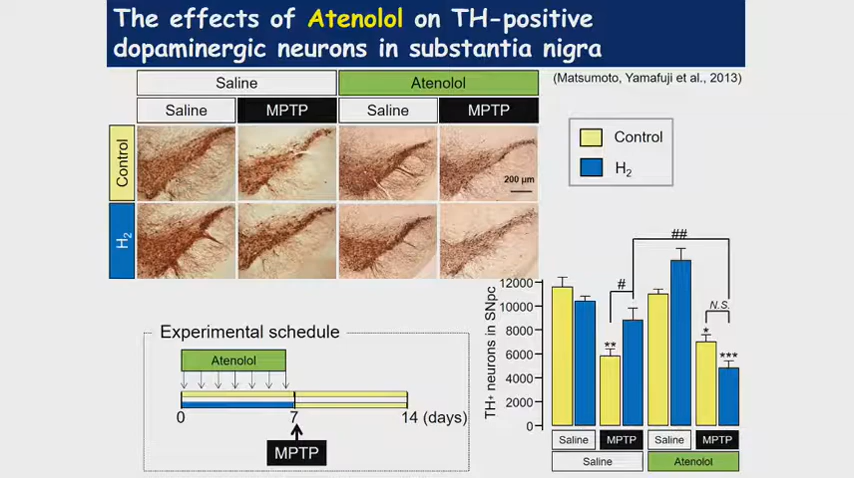 The effects of Atenolol on TH-positive
dopaminergic neurons in substantia nigra
(Matsumoto, Yamafuji et al., 2013)
Saline Atenolol
Saline MPTP Saline MPTP
Control
H₂
200 μm
Control
H₂
Experimental schedule
Atenolol
0 7 14 (days)
MPTP
TH⁺ neurons in SNpc
12000
10000
8000
6000
4000
2000
0
##
#
N.S.
**
*
***
Saline MPTP Saline MPTP
Saline Atenolol